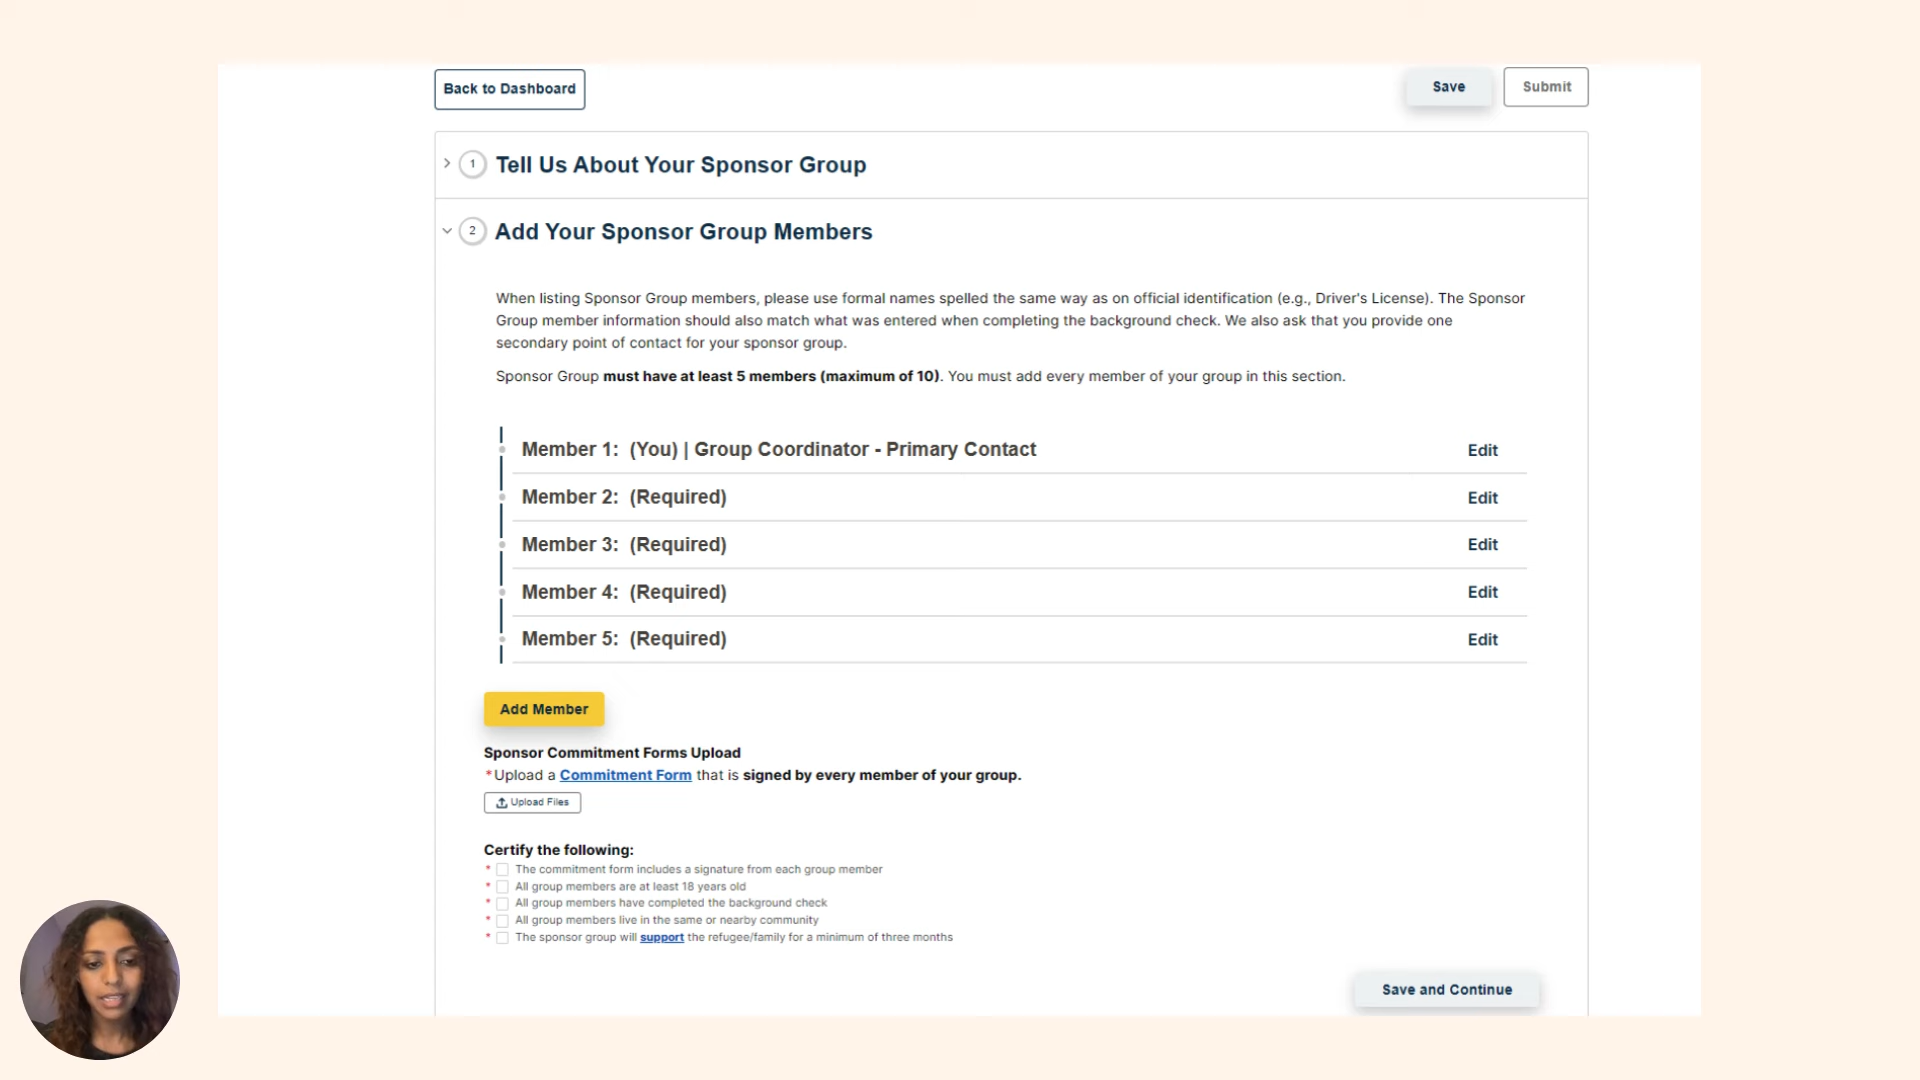 Back to Dashboard
Save
Submit
1
Tell Us About Your Sponsor Group
2
Add Your Sponsor Group Members
When listing Sponsor Group members, please use formal names spelled the same way as on official identification (e.g., Driver's License). The Sponsor
Group member information should also match what was entered when completing the background check. We also ask that you provide one
secondary point of contact for your sponsor group.
Sponsor Group must have at least 5 members (maximum of 10). You must add every member of your group in this section.
Member 1: (You) | Group Coordinator - Primary Contact
Edit
Member 2: (Required)
Edit
Member 3: (Required)
Edit
Member 4: (Required)
Edit
Member 5: (Required)
Edit
Add Member
Sponsor Commitment Forms Upload
*Upload a Commitment Form that is signed by every member of your group.
Upload Files
Certify the following:
* The commitment form includes a signature from each group member
* All group members are at least 18 years old
* All group members have completed the background check
* All group members live in the same or nearby community
* The sponsor group will support the refugee/family for a minimum of three months
Save and Continue